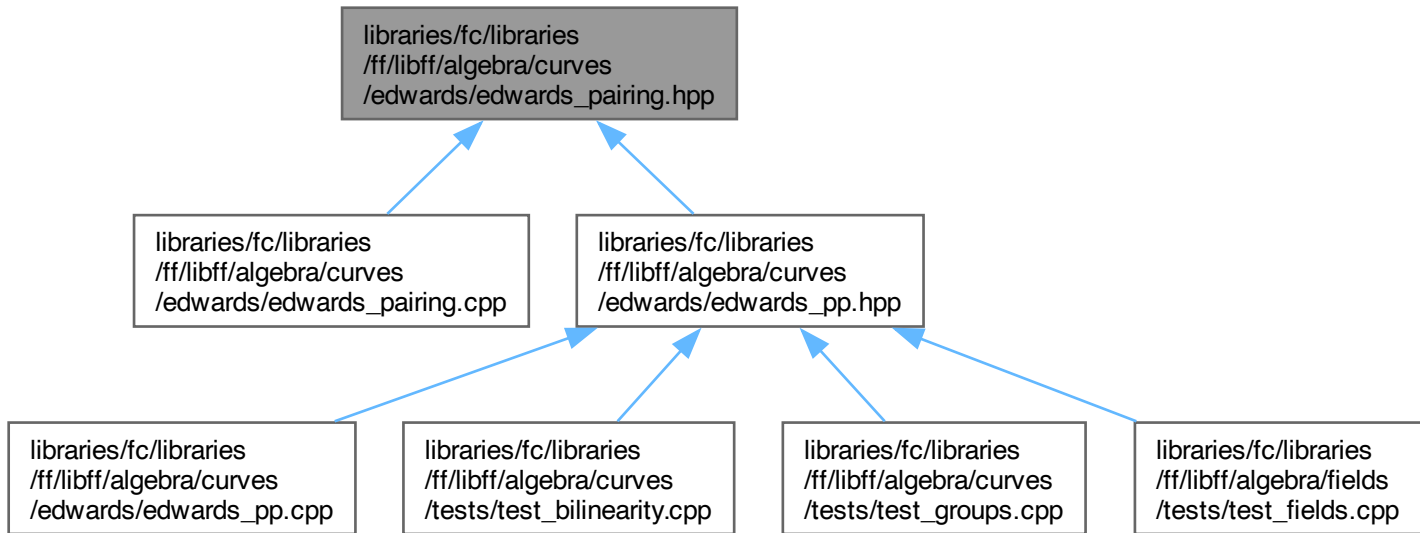 libraries/fc/libraries
/ff/libff/algebra/curves
/edwards/edwards_pairing.hpp
libraries/fc/libraries
/ff/libff/algebra/curves
/edwards/edwards_pairing.cpp
libraries/fc/libraries
/ff/libff/algebra/curves
/edwards/edwards_pp.hpp
libraries/fc/libraries
/ff/libff/algebra/curves
/edwards/edwards_pp.cpp
libraries/fc/libraries
/ff/libff/algebra/curves
/tests/test_bilinearity.cpp
libraries/fc/libraries
/ff/libff/algebra/curves
/tests/test_groups.cpp
libraries/fc/libraries
/ff/libff/algebra/fields
/tests/test_fields.cpp